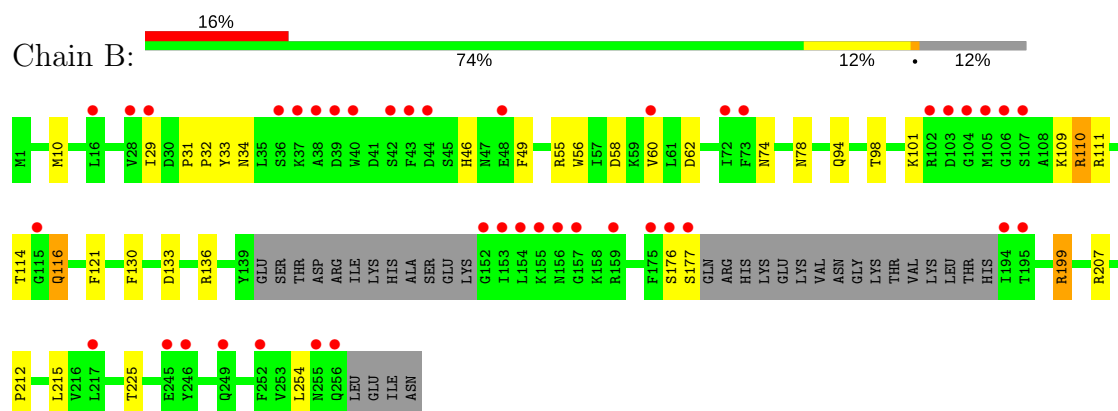 16%
Chain B:
74% 12% • 12%
M1 M10 L16 V28 I29 D30 P31 P32 Y33 N34 L35 S36 K37 A38 D39 W40 D41 S42 F43 D44 S45 H46 N47 E48 F49 R55 W56 I57 D58 K59 V60 L61 D62 I72 F73 N74 N78 Q94 T98 K101 R102 D103 G104 M105 G106 S107 A108 K109 R110 R111
T114 G115 Q116 F121 F130 D133 R136 Y139 GLU SER THR ASP ARG ILE LYS HIS ALA SER GLU LYS G152 I153 L154 K155 N156 G157 K158 R159 F175 S176 S177 GLN ARG HIS LYS GLU LYS VAL ASN GLY LYS THR VAL LYS LEU THR HIS I194 T195 R199 R207
P212 L215 V216 L217 T225 E245 Y246 Q249 F252 V253 L254 N255 Q256 LEU GLU ILE ASN